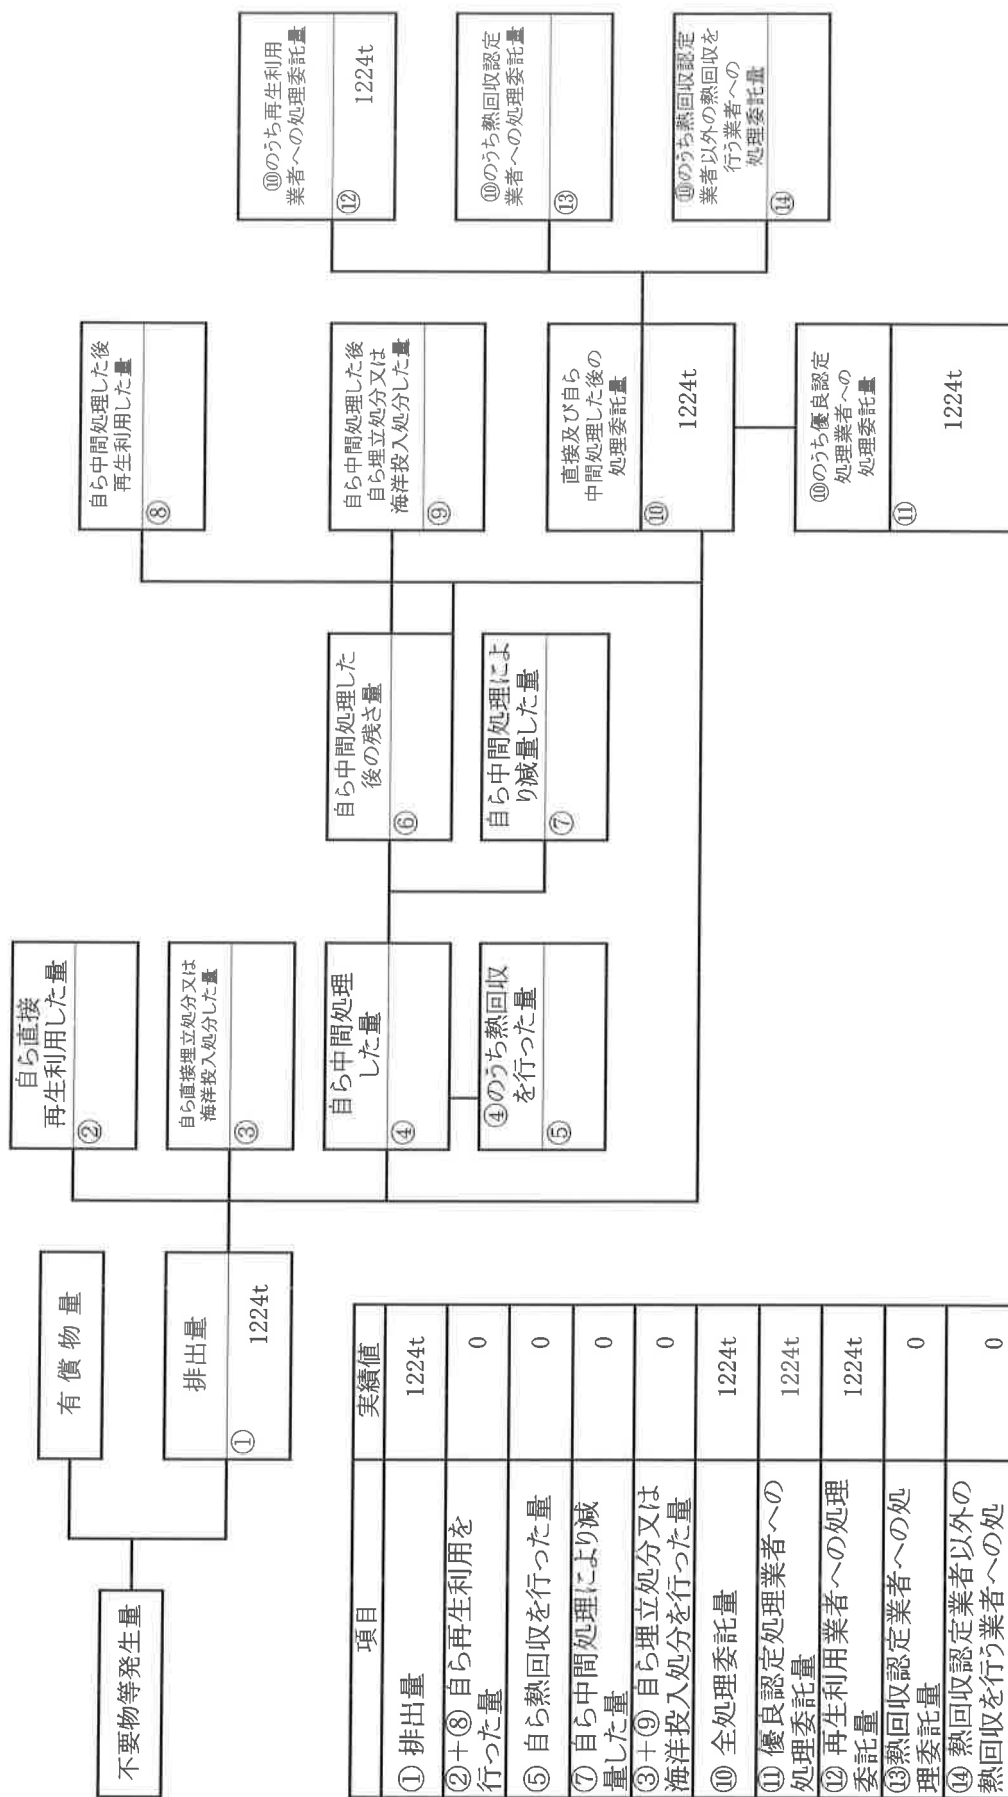 不要物等発生量
有償物量
排出量
①
1224t
自ら直接
再生利用した量
②
自ら直接埋立処分又は
海洋投入処分した量
③
自ら中間処理
した量
④
④のうち熱回収
を行った量
⑤
自ら中間処理した
後の残さ量
⑥
自ら中間処理によ
り減量した量
⑦
自ら中間処理した後
再生利用した量
⑧
自ら中間処理した後
自ら埋立処分又は
海洋投入処分した量
⑨
直接及び自ら
中間処理した後の
処理委託量
⑩
1224t
⑩のうち優良認定
処理業者への
処理委託量
⑪
1224t
⑩のうち再生利用
業者への処理委託量
⑫
1224t
⑩のうち熱回収認定
業者への処理委託量
⑬
⑩のうち熱回収認定
業者以外の熱回収を
行う業者への
処理委託量
⑭
項目 実績値
① 排出量 1224t
②+⑧ 自ら再生利用を
行った量 0
⑤ 自ら熱回収を行った量 0
⑦ 自ら中間処理により減
量した量 0
③+⑨ 自ら埋立処分又は
海洋投入処分を行った量 0
⑩ 全処理委託量 1224t
⑪ 優良認定処理業者への
処理委託量 1224t
⑫ 再生利用業者への処理
委託量 1224t
⑬熱回収認定業者への処
理委託量 0
⑭ 熱回収認定業者以外の
熱回収を行う業者への処 0